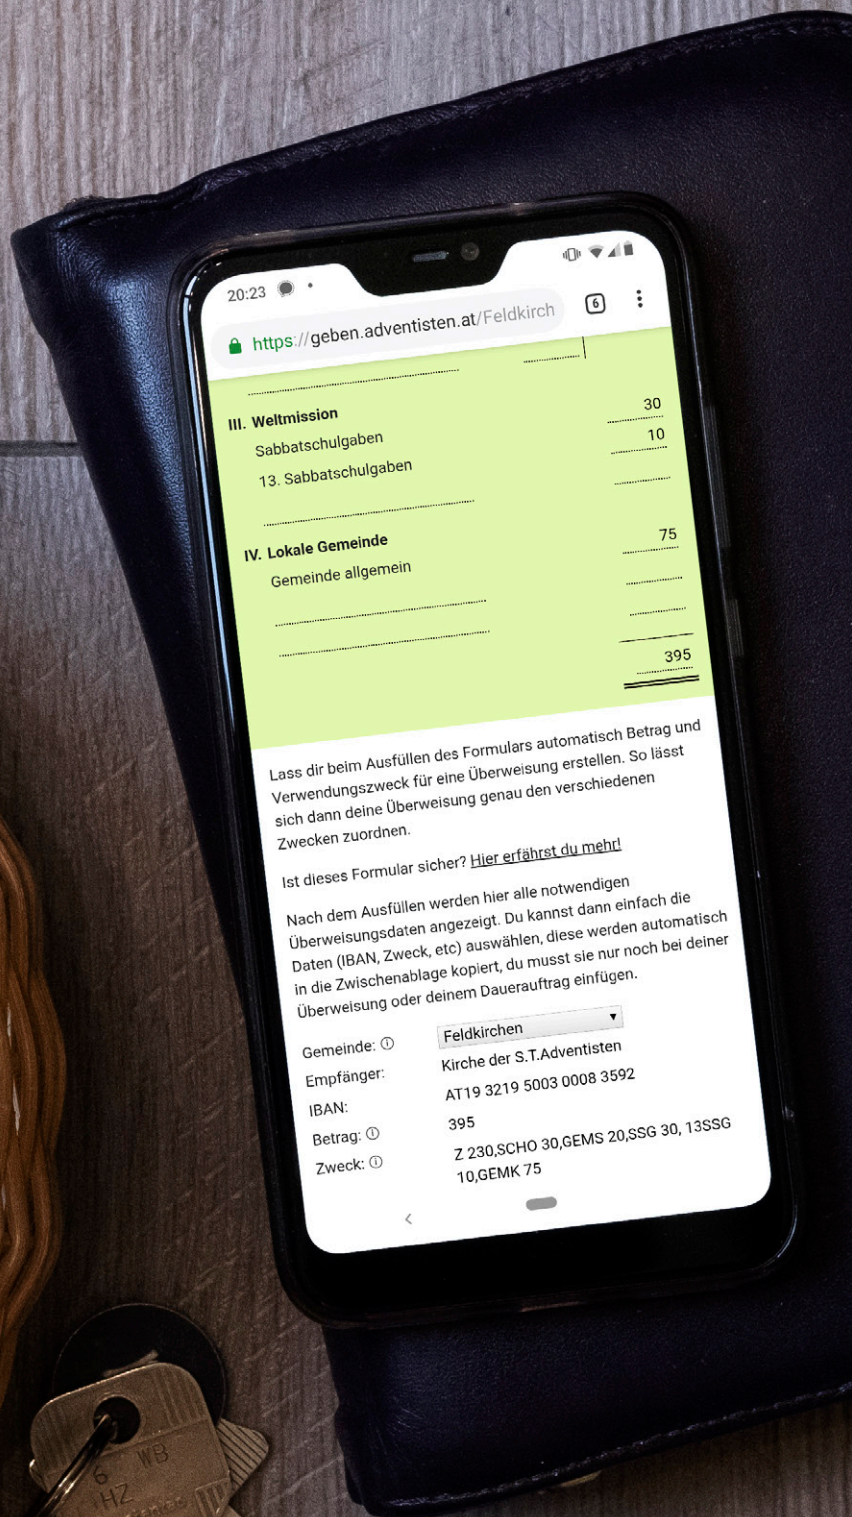 20:23
https://geben.adventisten.at/Feldkirch
6
III. Weltmission
Sabbatschulgaben 30
13. Sabbatschulgaben 10
IV. Lokale Gemeinde
Gemeinde allgemein 75
395
Lass dir beim Ausfüllen des Formulars automatisch Betrag und
Verwendungszweck für eine Überweisung erstellen. So lässt
sich dann deine Überweisung genau den verschiedenen
Zwecken zuordnen.
Ist dieses Formular sicher? Hier erfährst du mehr!
Nach dem Ausfüllen werden hier alle notwendigen
Überweisungsdaten angezeigt. Du kannst dann einfach die
Daten (IBAN, Zweck, etc) auswählen, diese werden automatisch
in die Zwischenablage kopiert, du musst sie nur noch bei deiner
Überweisung oder deinem Dauerauftrag einfügen.
Gemeinde: ⓘ Feldkirchen
Empfänger: Kirche der S.T.Adventisten
IBAN: AT19 3219 5003 0008 3592
Betrag: ⓘ 395
Zweck: ⓘ Z 230,SCHO 30,GEMS 20,SSG 30, 13SSG
10,GEMK 75
6 WB
HZ